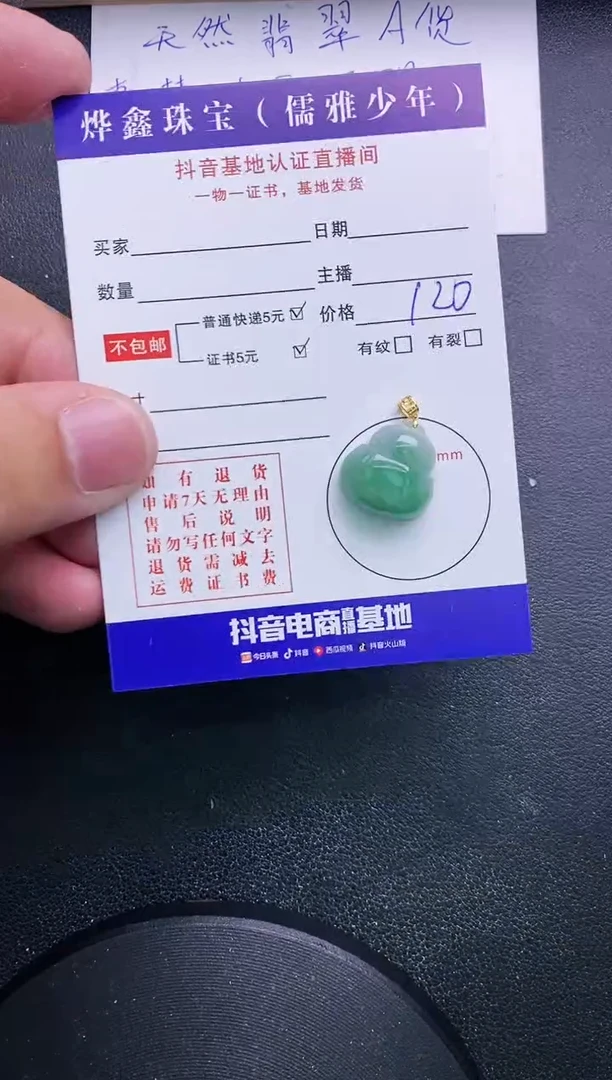 天然翡翠A货
烨鑫珠宝（儒雅少年）
抖音基地认证直播间
一物一证书，基地发货
买家 日期
数量 主播
不包邮 普通快递5元☑ 价格 120
证书5元 ☑ 有纹□ 有裂□
mm
如有退货
申请7天无理由
售后说明
请勿写任何文字
退货需减去
运费证书费
抖音电商直播基地
今日头条 抖音 西瓜视频 抖音火山版